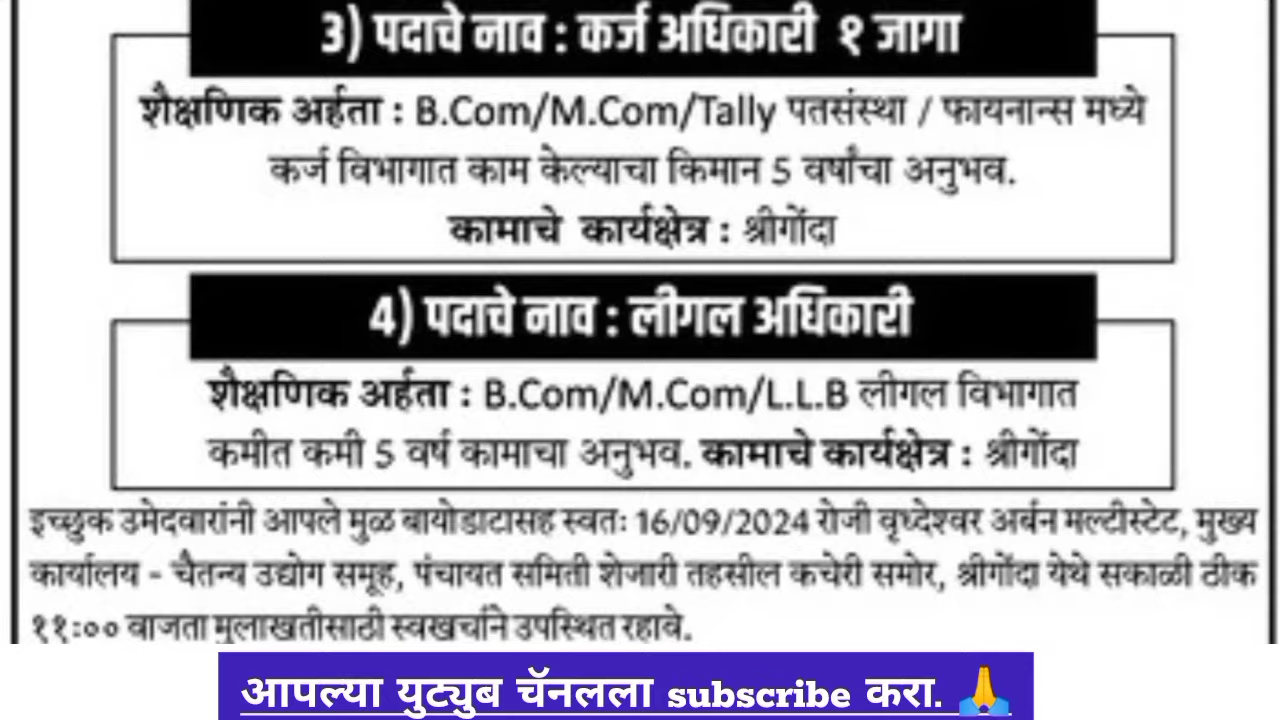 3) पदाचे नाव : कर्ज अधिकारी १ जागा
शैक्षणिक अर्हता : B.Com/M.Com/Tally पतसंस्था / फायनान्स मध्ये
कर्ज विभागात काम केल्याचा किमान 5 वर्षांचा अनुभव.
कामाचे कार्यक्षेत्र : श्रीगोंदा
4) पदाचे नाव : लीगल अधिकारी
शैक्षणिक अर्हता : B.Com/M.Com/L.L.B लीगल विभागात
कमीत कमी 5 वर्ष कामाचा अनुभव. कामाचे कार्यक्षेत्र : श्रीगोंदा
इच्छुक उमेदवारांनी आपले मुळ बायोडाटासह स्वतः 16/09/2024 रोजी वृध्देश्वर अर्बन मल्टीस्टेट, मुख्य
कार्यालय - चैतन्य उद्योग समूह, पंचायत समिती शेजारी तहसील कचेरी समोर, श्रीगोंदा येथे सकाळी ठीक
११:०० वाजता मुलाखतीसाठी स्वखर्चाने उपस्थित रहावे.
आपल्या युट्युब चॅनलला subscribe करा. 🙏